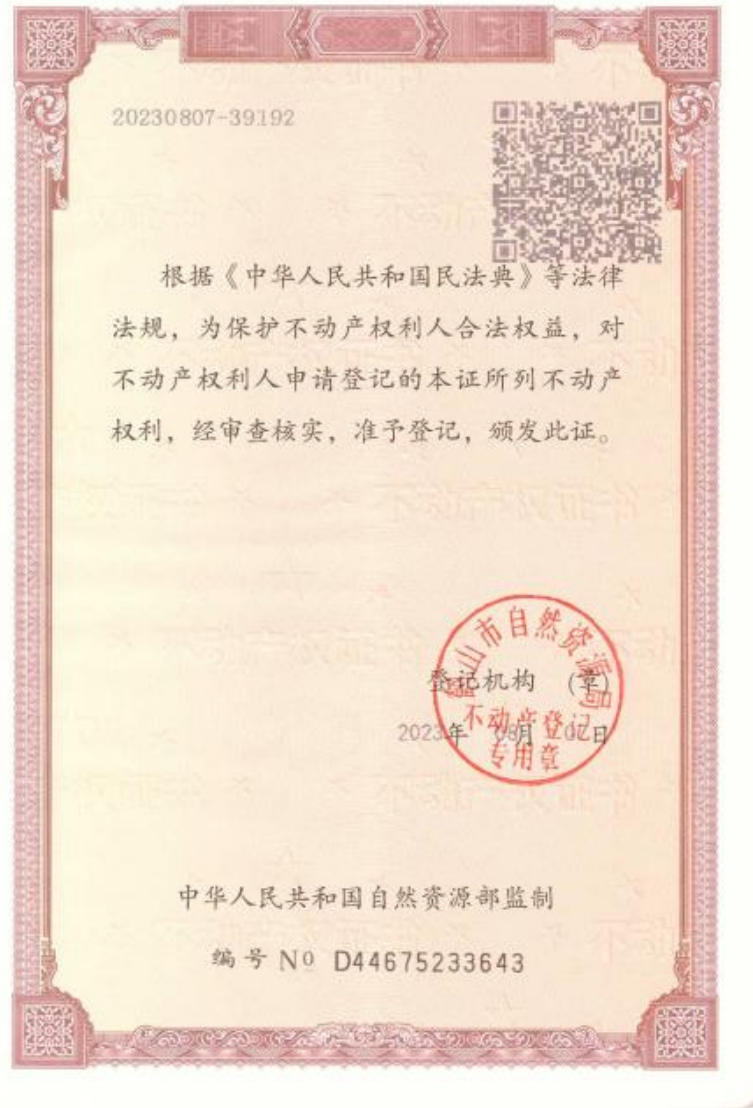 20230807-39192
根据《中华人民共和国民法典》等法律
法规，为保护不动产权利人合法权益，对
不动产权利人申请登记的本证所列不动产
权利，经审查核实，准予登记，颁发此证。
山市自然资源局
登记机构 (章)
不动产登记
2023年 08月 07日
专用章
中华人民共和国自然资源部监制
编号 No D44675233643